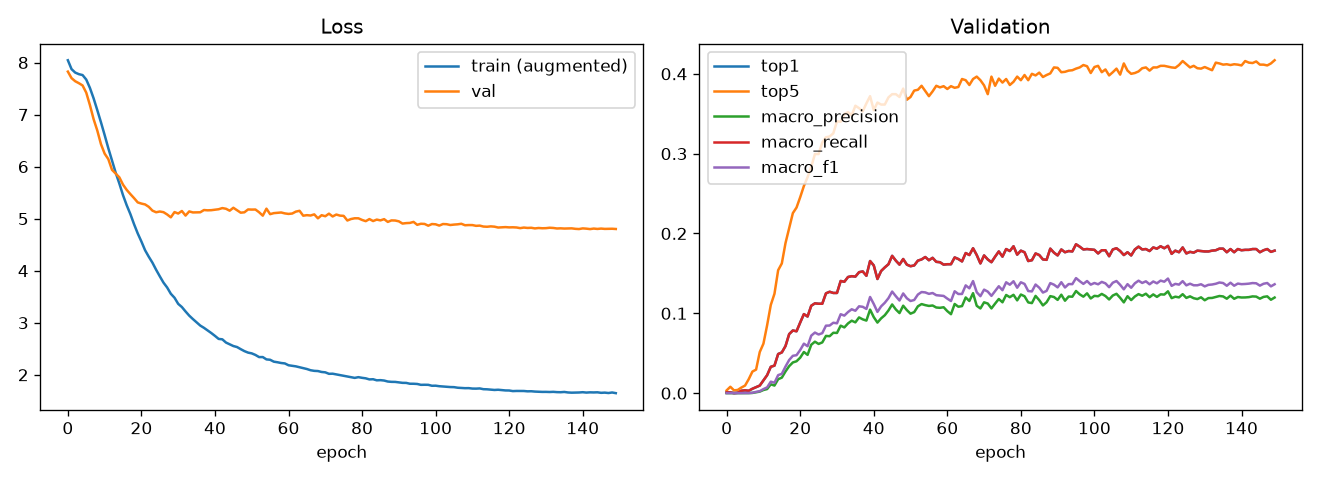 Loss
8
7
6
5
4
3
2
0 20 40 60 80 100 120 140
epoch
train (augmented)
val
Validation
0.4
0.3
0.2
0.1
0.0
0 20 40 60 80 100 120 140
epoch
top1
top5
macro_precision
macro_recall
macro_f1